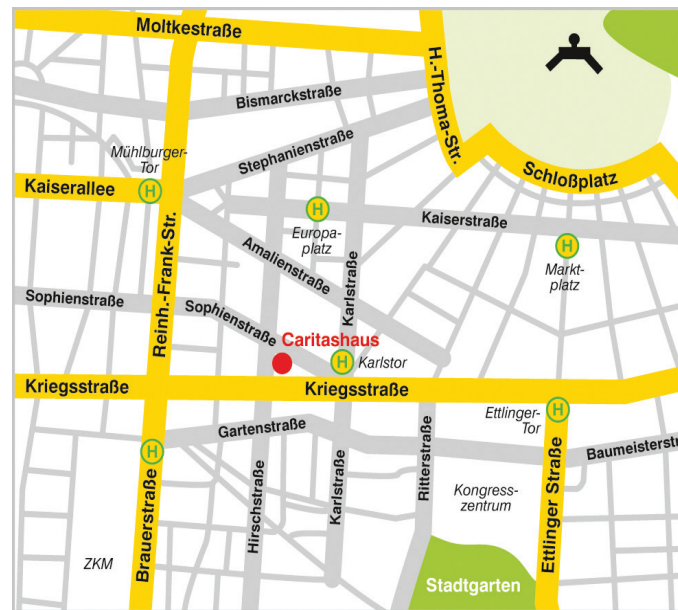 Moltkestraße
H.-Thoma-Str.
Bismarckstraße
Stephanienstraße
Mühlburger-
Tor
Schloßplatz
Kaiserallee
H
H
Kaiserstraße
Europa-
platz
H
Markt-
platz
Reinh.-Frank-Str.
Amalienstraße
Karlstraße
Sophienstraße
Sophienstraße
Caritashaus
H
Karlstor
Kriegsstraße
Kriegsstraße
Ettlinger-
Tor
H
Gartenstraße
H
Baumeisterstr
Brauerstraße
Hirschstraße
Karlstraße
Ritterstraße
Kongress-
zentrum
Ettlinger Straße
ZKM
Stadtgarten